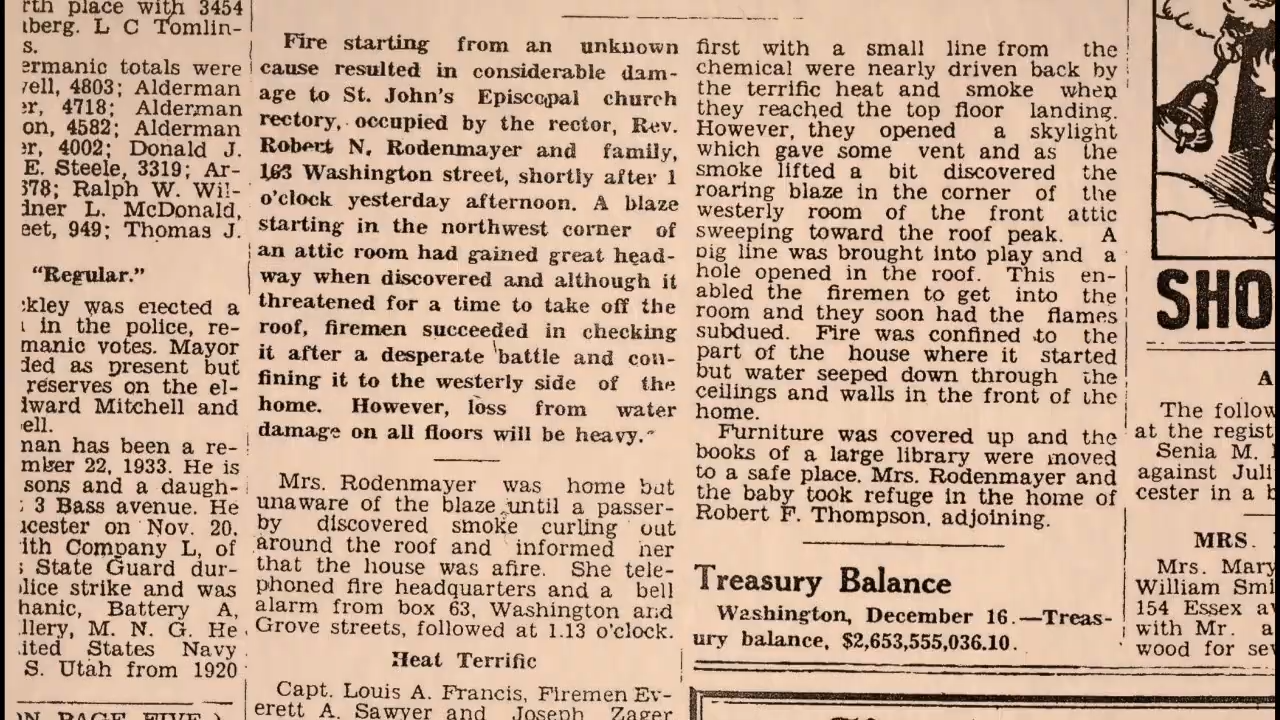 rth place with 3454
berg. L C Tomlin-
s.
ermanic totals were
ell, 4803; Alderman
er, 4718; Alderman
on, 4582; Alderman
er, 4002; Donald J.
E. Steele, 3319; Ar-
378; Ralph W. Wil-
dner L. McDonald,
eet, 949; Thomas J.
"Regular."
kley was elected a
in the police, re-
manic votes. Mayor
ded as present but
reserves on the el-
dward Mitchell and
ell.
man has been a re-
mber 22, 1933. He is
sons and a daugh-
; 3 Bass avenue. He
ucester on Nov. 20,
ith Company L, of
s State Guard dur-
olice strike and was
hanic, Battery A,
llery, M. N. G. He
ited States Navy
S. Utah from 1920
ON PAGE FIVE.)
Fire starting from an unknown
cause resulted in considerable dam-
age to St. John's Episcopal church
rectory, occupied by the rector, Rev.
Robert N. Rodenmayer and family,
163 Washington street, shortly after 1
o'clock yesterday afternoon. A blaze
starting in the northwest corner of
an attic room had gained great head-
way when discovered and although it
threatened for a time to take off the
roof, firemen succeeded in checking
it after a desperate battle and con-
fining it to the westerly side of the
home. However, loss from water
damage on all floors will be heavy."
Mrs. Rodenmayer was home but
unaware of the blaze until a passer-
by discovered smoke curling out
around the roof and informed her
that the house was afire. She tele-
phoned fire headquarters and a bell
alarm from box 63, Washington and
Grove streets, followed at 1.13 o'clock.
Heat Terrific
Capt. Louis A. Francis, Firemen Ev-
erett A. Sawyer and Joseph Zager
first with a small line from the
chemical were nearly driven back by
the terrific heat and smoke when
they reached the top floor landing.
However, they opened a skylight
which gave some vent and as the
smoke lifted a bit discovered the
roaring blaze in the corner of the
westerly room of the front attic
sweeping toward the roof peak. A
big line was brought into play and a
hole opened in the roof. This en-
abled the firemen to get into the
room and they soon had the flames
subdued. Fire was confined to the
part of the house where it started
but water seeped down through the
ceilings and walls in the front of the
home.
Furniture was covered up and the
books of a large library were moved
to a safe place. Mrs. Rodenmayer and
the baby took refuge in the home of
Robert F. Thompson, adjoining.
Treasury Balance
Washington, December 16.—Treas-
ury balance, $2,653,555,036.10.
SHO
A
The follow
at the regist
Senia M.
against Juli
cester in a b
MRS.
Mrs. Mary
William Smi
154 Essex av
with Mr. a
wood for sev